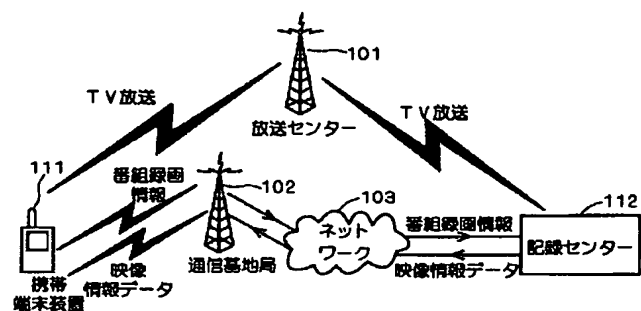 101
TV放送
TV放送
放送センター
111
番組録画
情報
102
103
112
ネット
ワーク
番組録画情報
記録センター
映像情報データ
通信基地局
携帯
端末装置
映像
情報データ